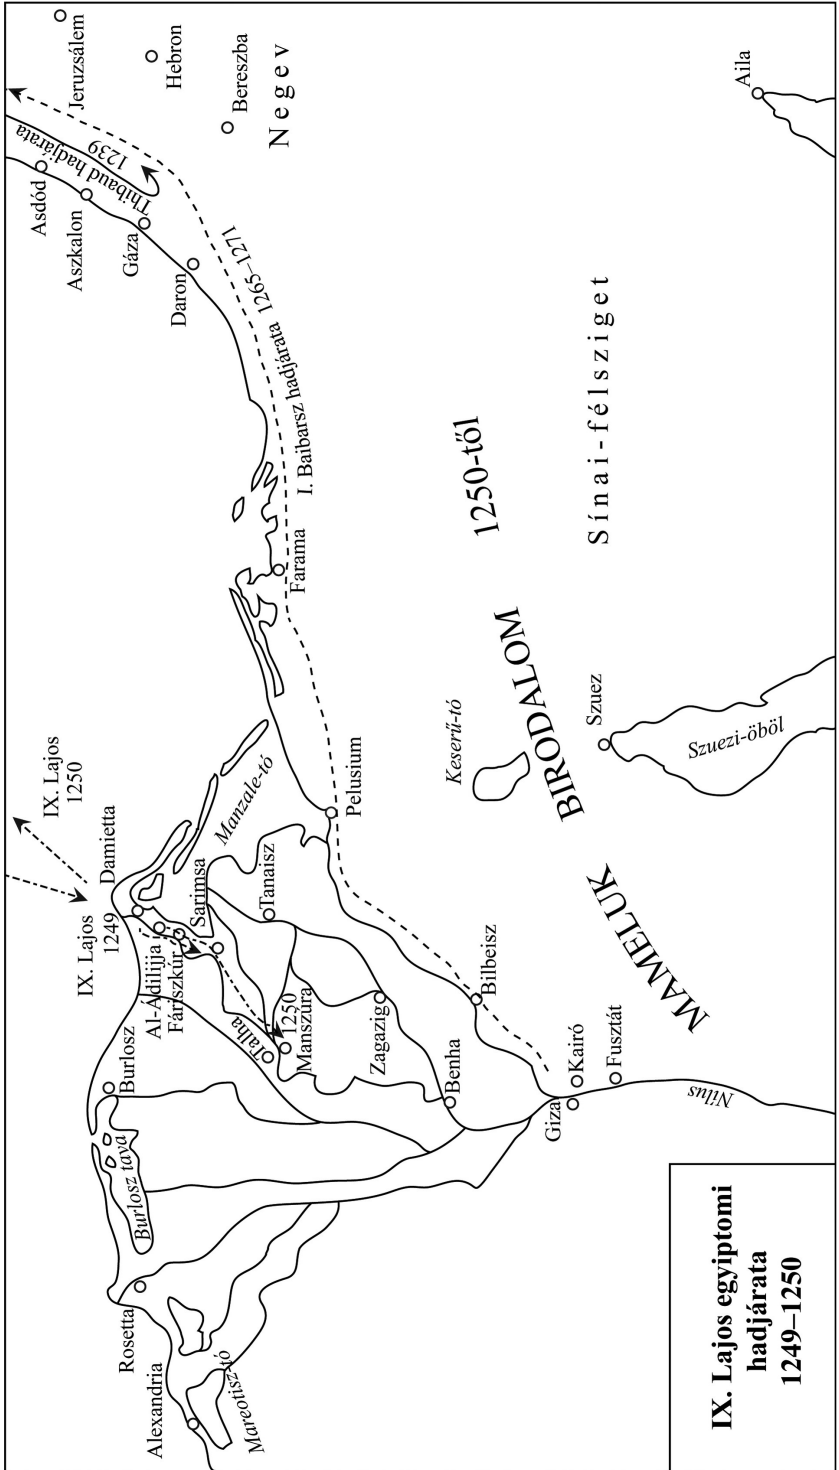 IX. Lajos egyiptomi
hadjárata
1249–1250
Alexandria
Mareotisz-tó
Rosetta
Burlosz tava
Burlosz
IX. Lajos
1249
IX. Lajos
1250
Damietta
Al-Ádilijja
Fáriszkúr
Sarimsa
Manzale-tó
Tanaisz
Talha
1250
Manszúra
Zagazig
Benha
Bilbeisz
Giza
Kairó
Fusztát
Nílus
Pelusium
Farama
I. Baibarsz hadjárata 1265–1271
Daron
Gáza
Aszkalon
Asdód
Thibaud hadjárata
1239
Jeruzsálem
Hebron
Bereszba
Negev
Keserű-tó
Szuez
Szuezi-öböl
MAMELUK BIRODALOM 1250-től
Sínai-félsziget
Aila